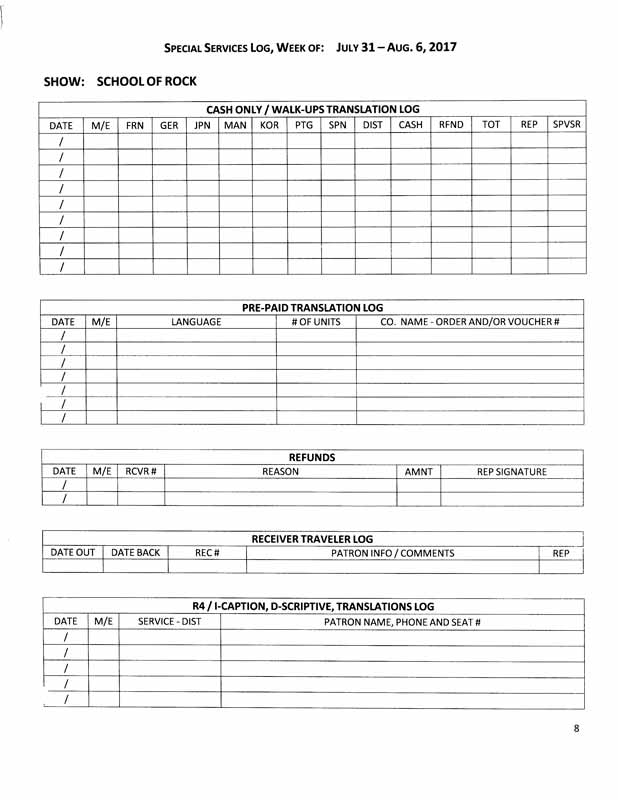 SPECIAL SERVICES LOG, WEEK OF: JULY 31 – AUG. 6, 2017
SHOW: SCHOOL OF ROCK
CASH ONLY / WALK-UPS TRANSLATION LOG
DATE M/E FRN GER JPN MAN KOR PTG SPN DIST CASH RFND TOT REP SPVSR
/
/
/
/
/
/
/
/
/
PRE-PAID TRANSLATION LOG
DATE M/E LANGUAGE # OF UNITS CO. NAME - ORDER AND/OR VOUCHER #
/
/
/
/
/
/
/
REFUNDS
DATE M/E RCVR # REASON AMNT REP SIGNATURE
/
/
RECEIVER TRAVELER LOG
DATE OUT DATE BACK REC # PATRON INFO / COMMENTS REP
R4 / I-CAPTION, D-SCRIPTIVE, TRANSLATIONS LOG
DATE M/E SERVICE - DIST PATRON NAME, PHONE AND SEAT #
/
/
/
/
/
8